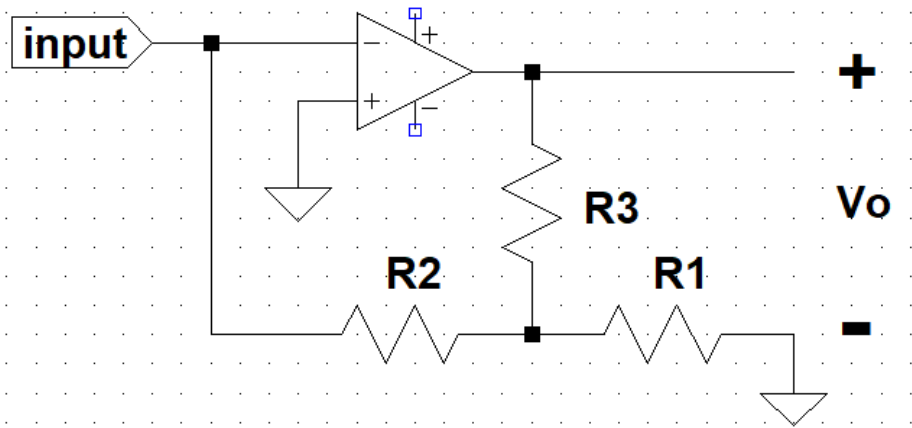 input
−
+
+
−
+
R3
Vo
R2
R1
-